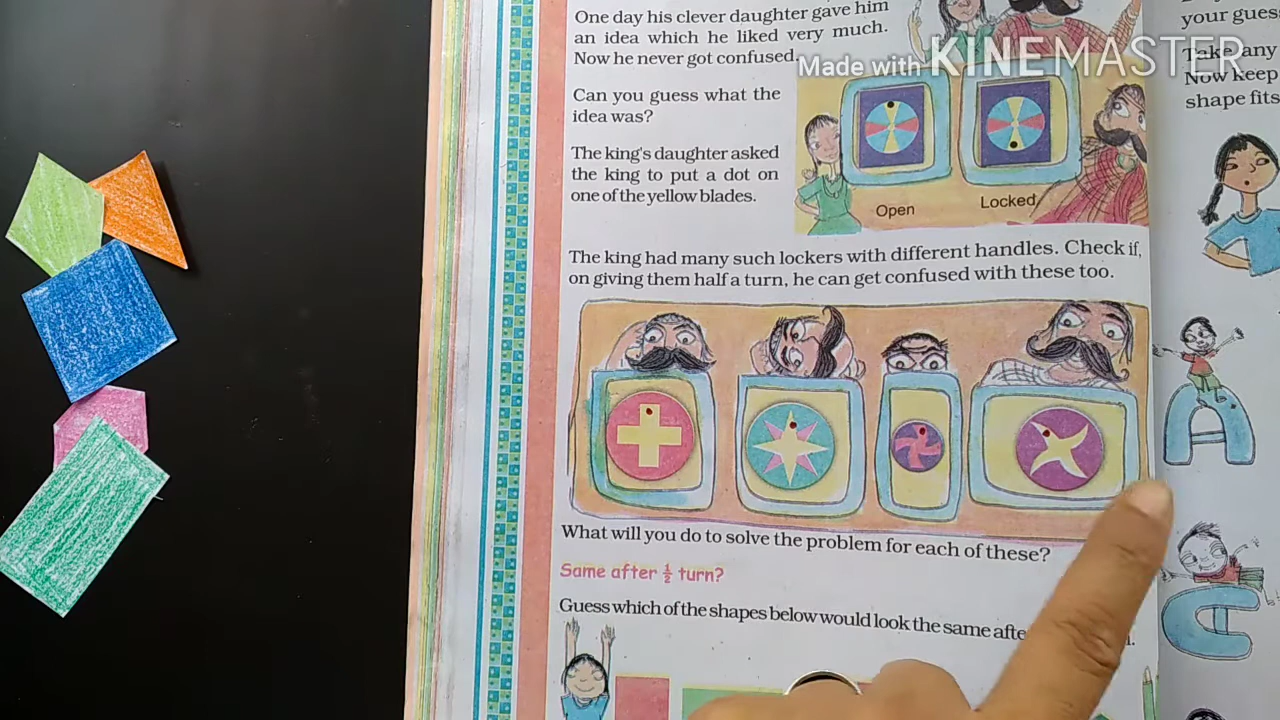 One day his clever daughter gave him
an idea which he liked very much.
Now he never got confused.
Made with KINEMASTER
Can you guess what the
idea was?
The king's daughter asked
the king to put a dot on
one of the yellow blades.
Open
Locked
The king had many such lockers with different handles. Check if,
on giving them half a turn, he can get confused with these too.
What will you do to solve the problem for each of these?
Same after ½ turn?
Guess which of the shapes below would look the same
your
Take any
Now keep
shape fits